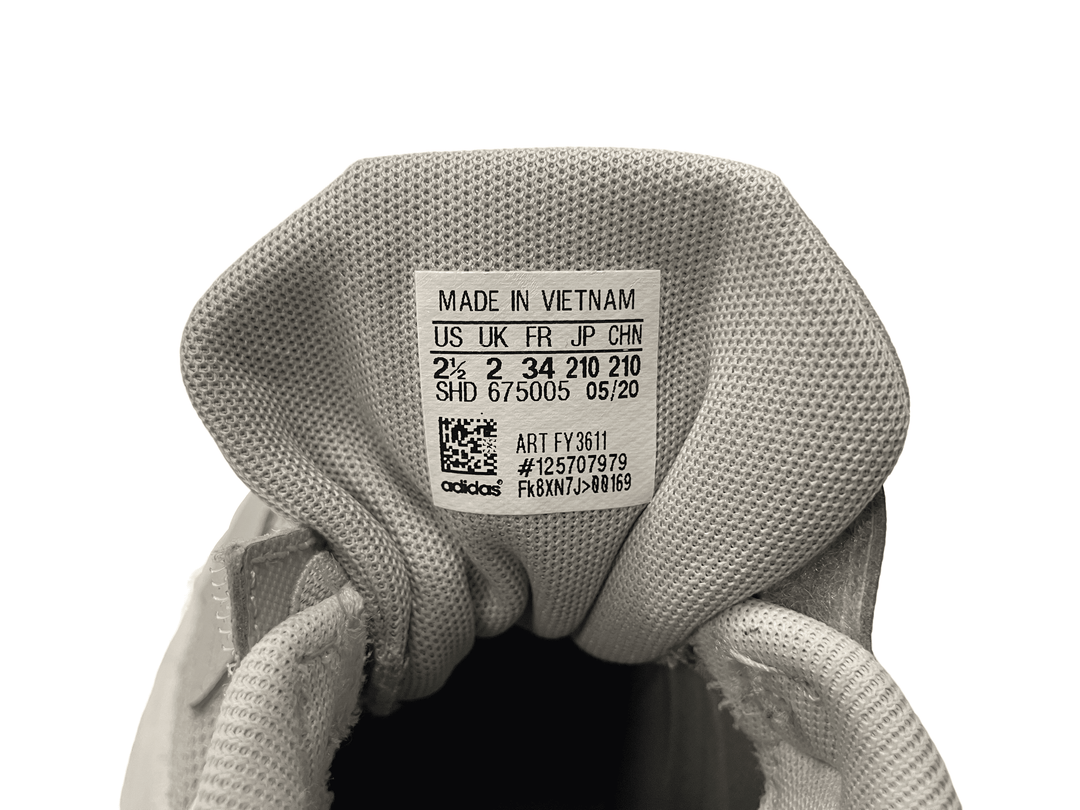 MADE IN VIETNAM
US UK FR JP CHN
2½ 2 34 210 210
SHD 675005 05/20
ART FY3611
#125707979
adidas® Fk8XN7J>00169